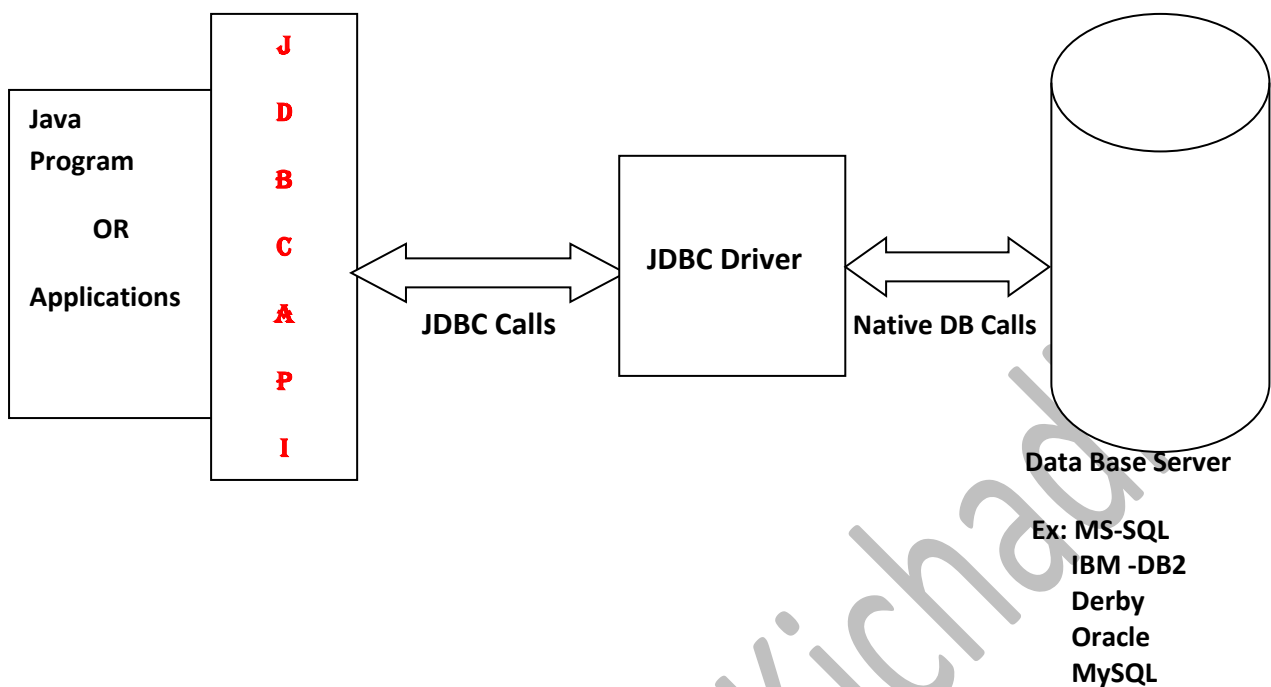 Java
Program
OR
Applications
J
D
B
C
A
P
I
JDBC Calls
JDBC Driver
Native DB Calls
Data Base Server
Ex: MS-SQL
IBM -DB2
Derby
Oracle
MySQL